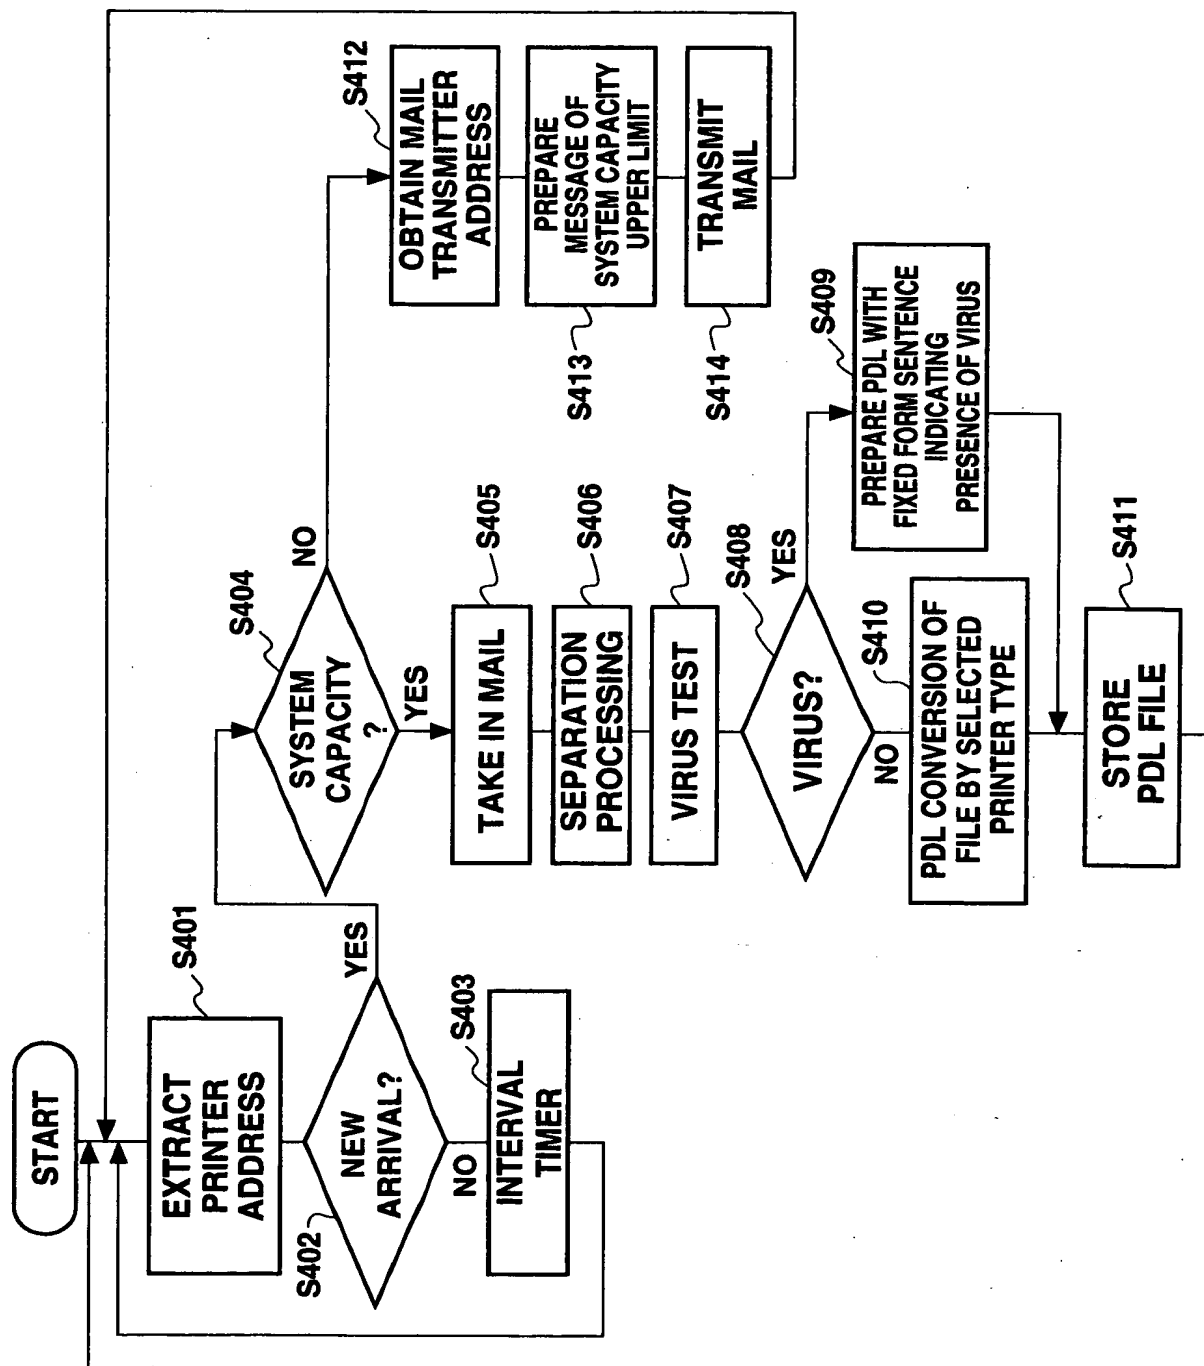 START
S401
EXTRACT
PRINTER
ADDRESS
S402
NEW
ARRIVAL?
YES
NO
S403
INTERVAL
TIMER
S404
SYSTEM
CAPACITY
?
NO
YES
S405
TAKE IN MAIL
S406
SEPARATION
PROCESSING
S407
VIRUS TEST
S408
VIRUS?
YES
NO
S409
PREPARE PDL WITH
FIXED FORM SENTENCE
INDICATING
PRESENCE OF VIRUS
S410
PDL CONVERSION OF
FILE BY SELECTED
PRINTER TYPE
S411
STORE
PDL FILE
S412
OBTAIN MAIL
TRANSMITTER
ADDRESS
S413
PREPARE
MESSAGE OF
SYSTEM CAPACITY
UPPER LIMIT
S414
TRANSMIT
MAIL